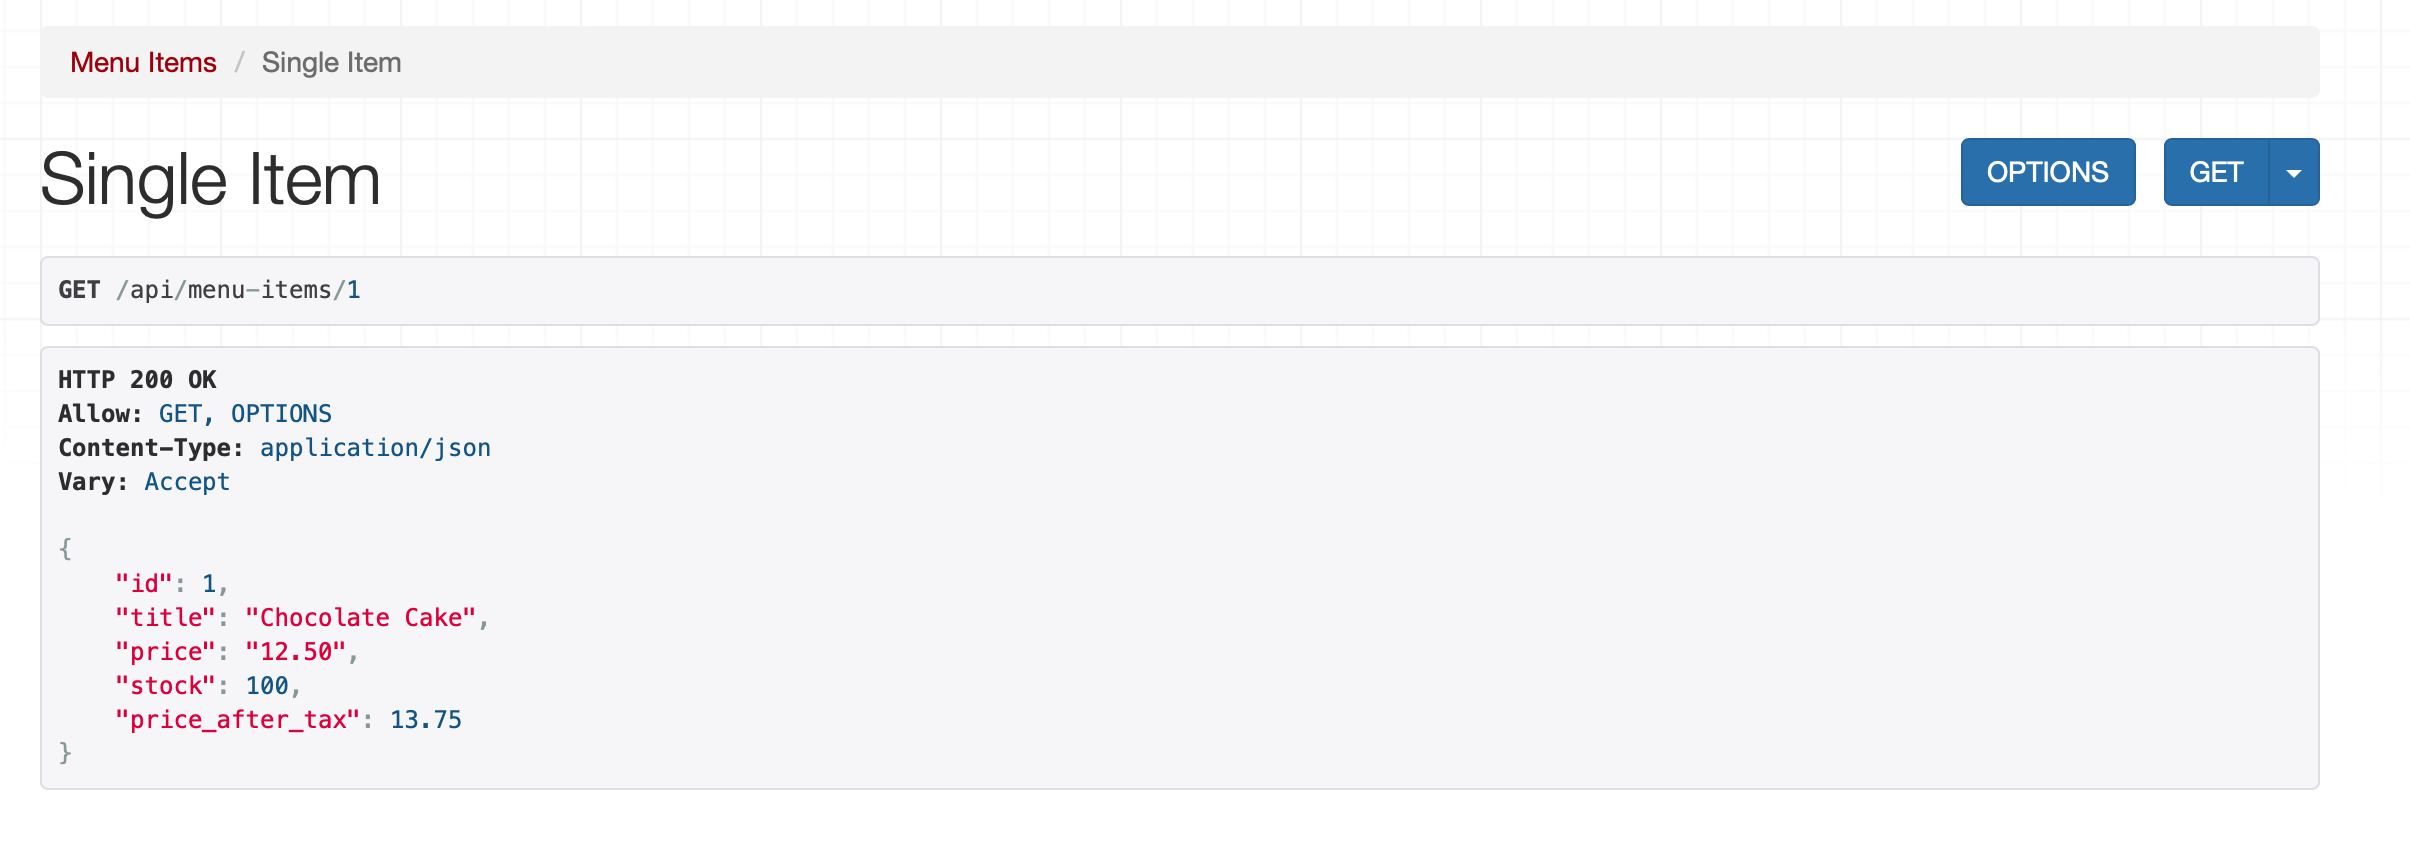 Menu Items / Single Item
Single Item
OPTIONS
GET
GET /api/menu-items/1
HTTP 200 OK
Allow: GET, OPTIONS
Content-Type: application/json
Vary: Accept
{
    "id": 1,
    "title": "Chocolate Cake",
    "price": "12.50",
    "stock": 100,
    "price_after_tax": 13.75
}